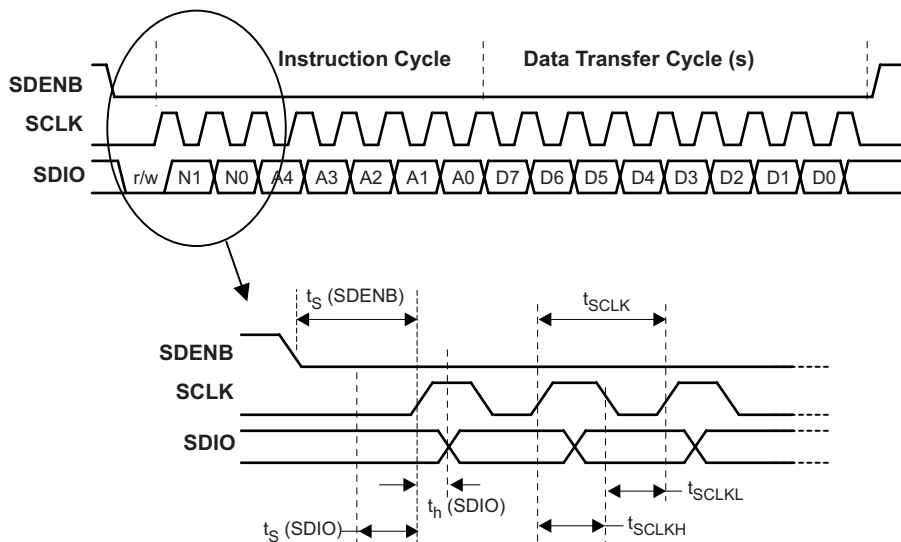 Instruction Cycle Data Transfer Cycle (s)
SDENB
SCLK
SDIO r/w N1 N0 A4 A3 A2 A1 A0 D7 D6 D5 D4 D3 D2 D1 D0
tS (SDENB) tSCLK
SDENB
SCLK
SDIO
th (SDIO) tSCLKL
tS (SDIO) tSCLKH